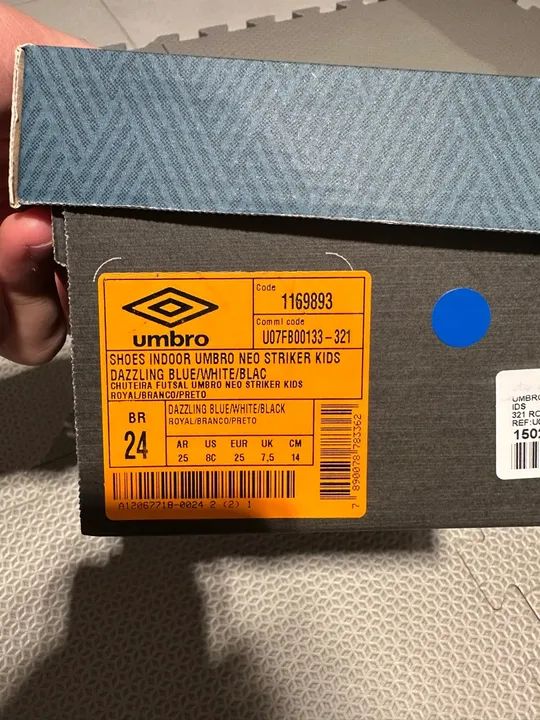 umbro
Code
1169893
Comml code
U07FB00133-321
SHOES INDOOR UMBRO NEO STRIKER KIDS
DAZZLING BLUE/WHITE/BLAC
CHUTEIRA FUTSAL UMBRO NEO STRIKER KIDS
ROYAL/BRANCO/PRETO
BR
24
DAZZLING BLUE/WHITE/BLACK
ROYAL/BRANCO/PRETO
AR US EUR UK CM
25 8C 25 7,5 14
A12067718-0024 2 (2) 1
7 890078 783362
UMBRO
IDS
321 RO
REF:U0
1502